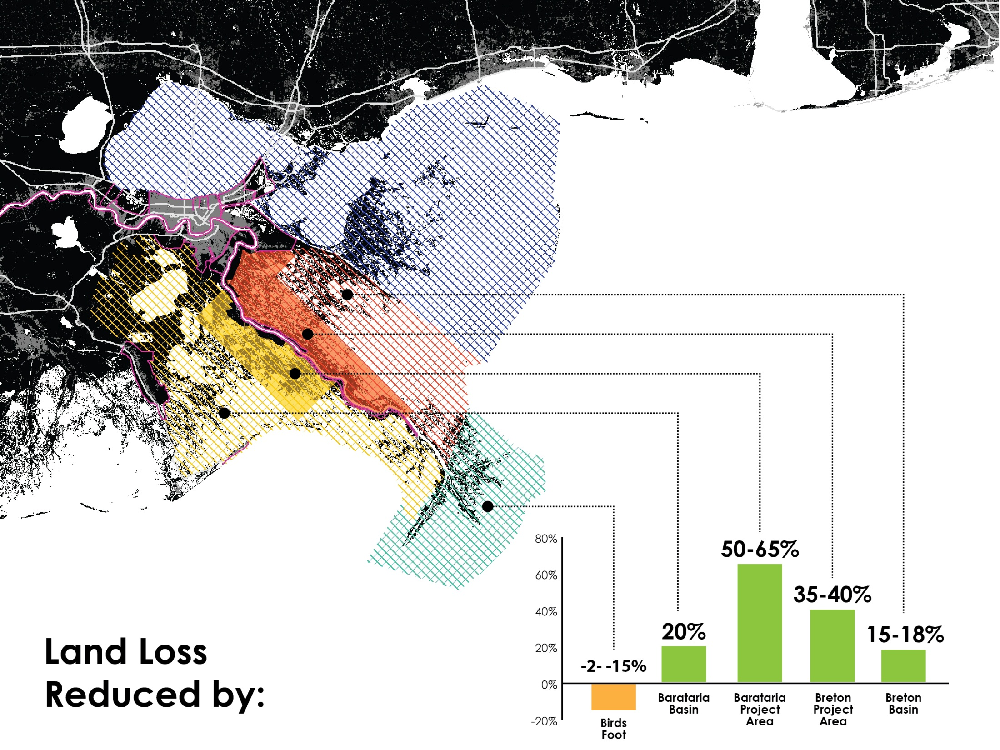 80%
60%
40%
20%
0%
-20%
50-65%
35-40%
20%
15-18%
-2- -15%
Birds
Foot
Barataria
Basin
Barataria
Project
Area
Breton
Project
Area
Breton
Basin
Land Loss
Reduced by: